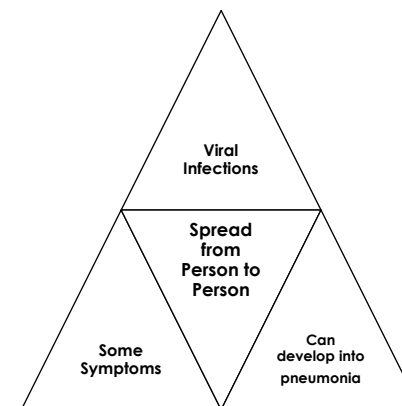 Viral
Infections
Spread
from
Person to
Person
Some
Symptoms
Can
develop into
pneumonia